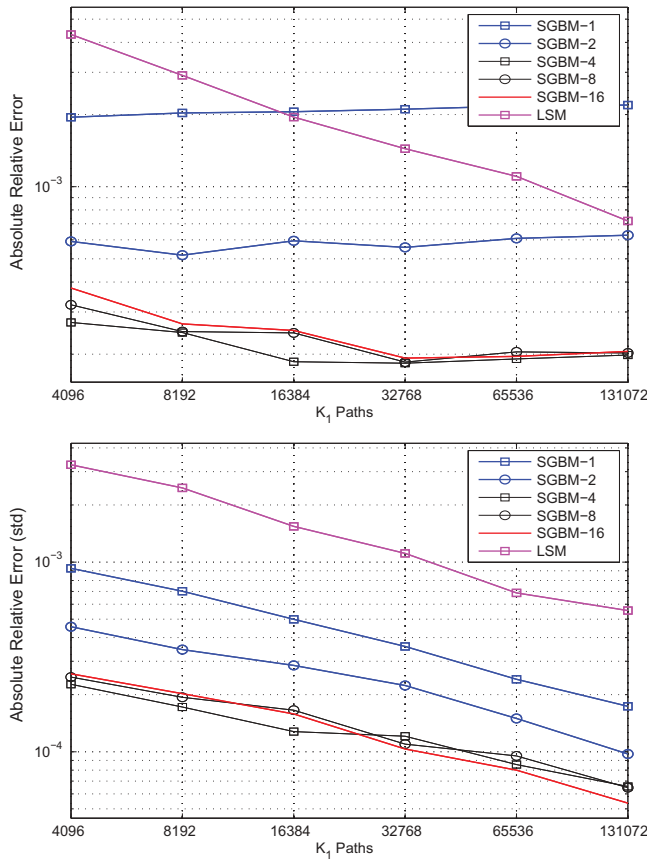 SGBM−1
SGBM−2
SGBM−4
SGBM−8
SGBM−16
LSM
Absolute Relative Error
10−3
4096 8192 16384 32768 65536 131072
K1 Paths
SGBM−1
SGBM−2
SGBM−4
SGBM−8
SGBM−16
LSM
Absolute Relative Error (std)
10−3
10−4
4096 8192 16384 32768 65536 131072
K1 Paths